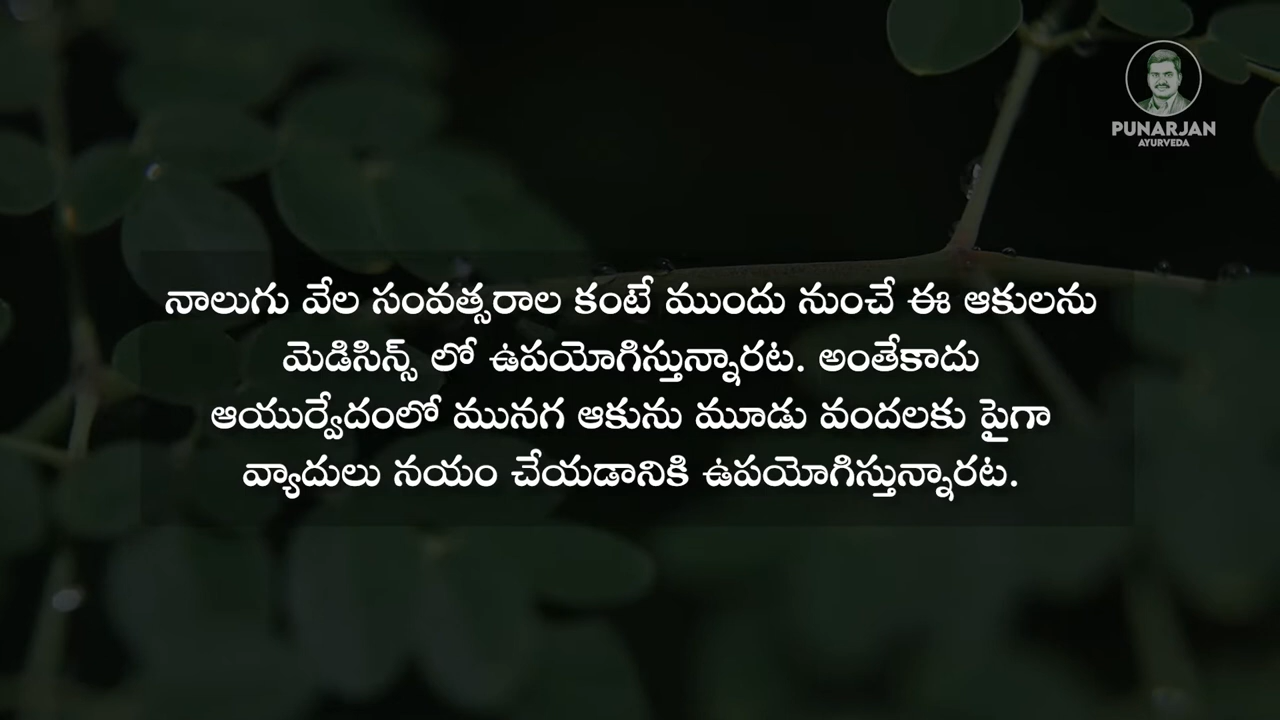 PUNARJAN
AYURVEDA
నాలుగు వేల సంవత్సరాల కంటే ముందు నుంచే ఈ ఆకులను
మెడిసిన్స్ లో ఉపయోగిస్తున్నారట. అంతేకాదు
ఆయుర్వేదంలో మునగ ఆకును మూడు వందలకు పైగా
వ్యాదులు నయం చేయడానికి ఉపయోగిస్తున్నారట.